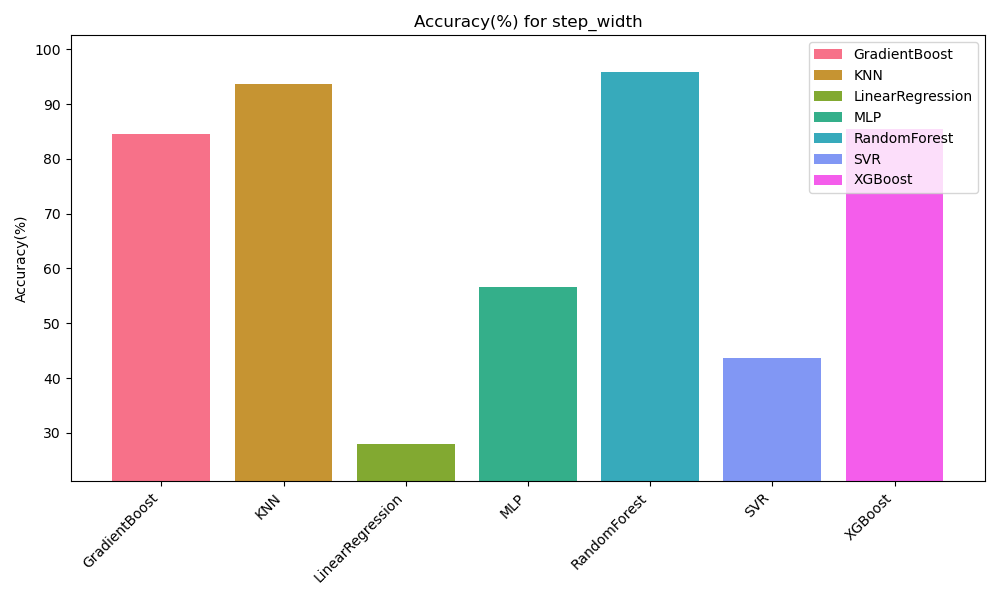 Accuracy(%) for step_width
Accuracy(%)
100
90
80
70
60
50
40
30
GradientBoost
KNN
LinearRegression
MLP
RandomForest
SVR
XGBoost
GradientBoost
KNN
LinearRegression
MLP
RandomForest
SVR
XGBoost